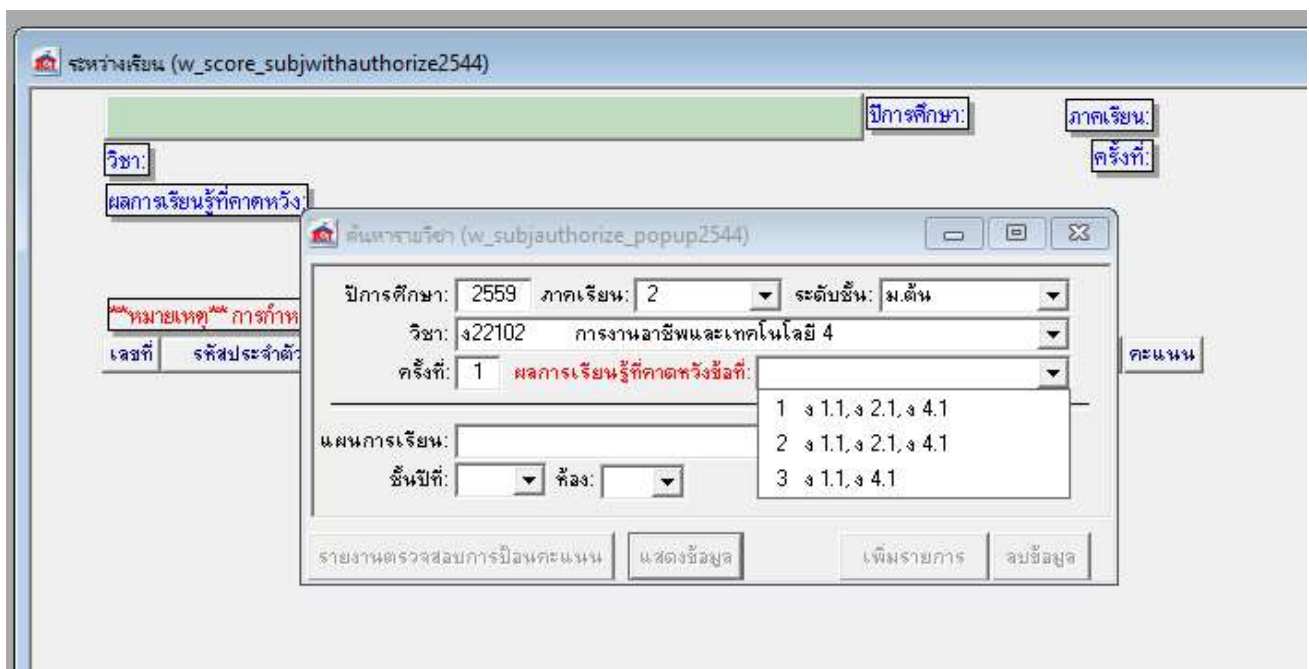 ระหว่างเรียน (w_score_subjwithauthorize2544)
ปีการศึกษา: ภาคเรียน:
วิชา: ครั้งที่:
ผลการเรียนรู้ที่คาดหวัง:
ค้นหารายวิชา (w_subjauthorize_popup2544)
ปีการศึกษา: 2559 ภาคเรียน: 2 ระดับชั้น: ม.ต้น
วิชา: ง22102 การงานอาชีพและเทคโนโลยี 4
ครั้งที่: 1 ผลการเรียนรู้ที่คาดหวังข้อที่:
1 ง 1.1, ง 2.1, ง 4.1
2 ง 1.1, ง 2.1, ง 4.1
3 ง 1.1, ง 4.1
แผนการเรียน:
ชั้นปีที่: ห้อง:
รายงานตรวจสอบการป้อนคะแนน แสดงข้อมูล เพิ่มรายการ ลบข้อมูล
***หมายเหตุ*** การกำห
เลขที่ รหัสประจำตัว คะแนน